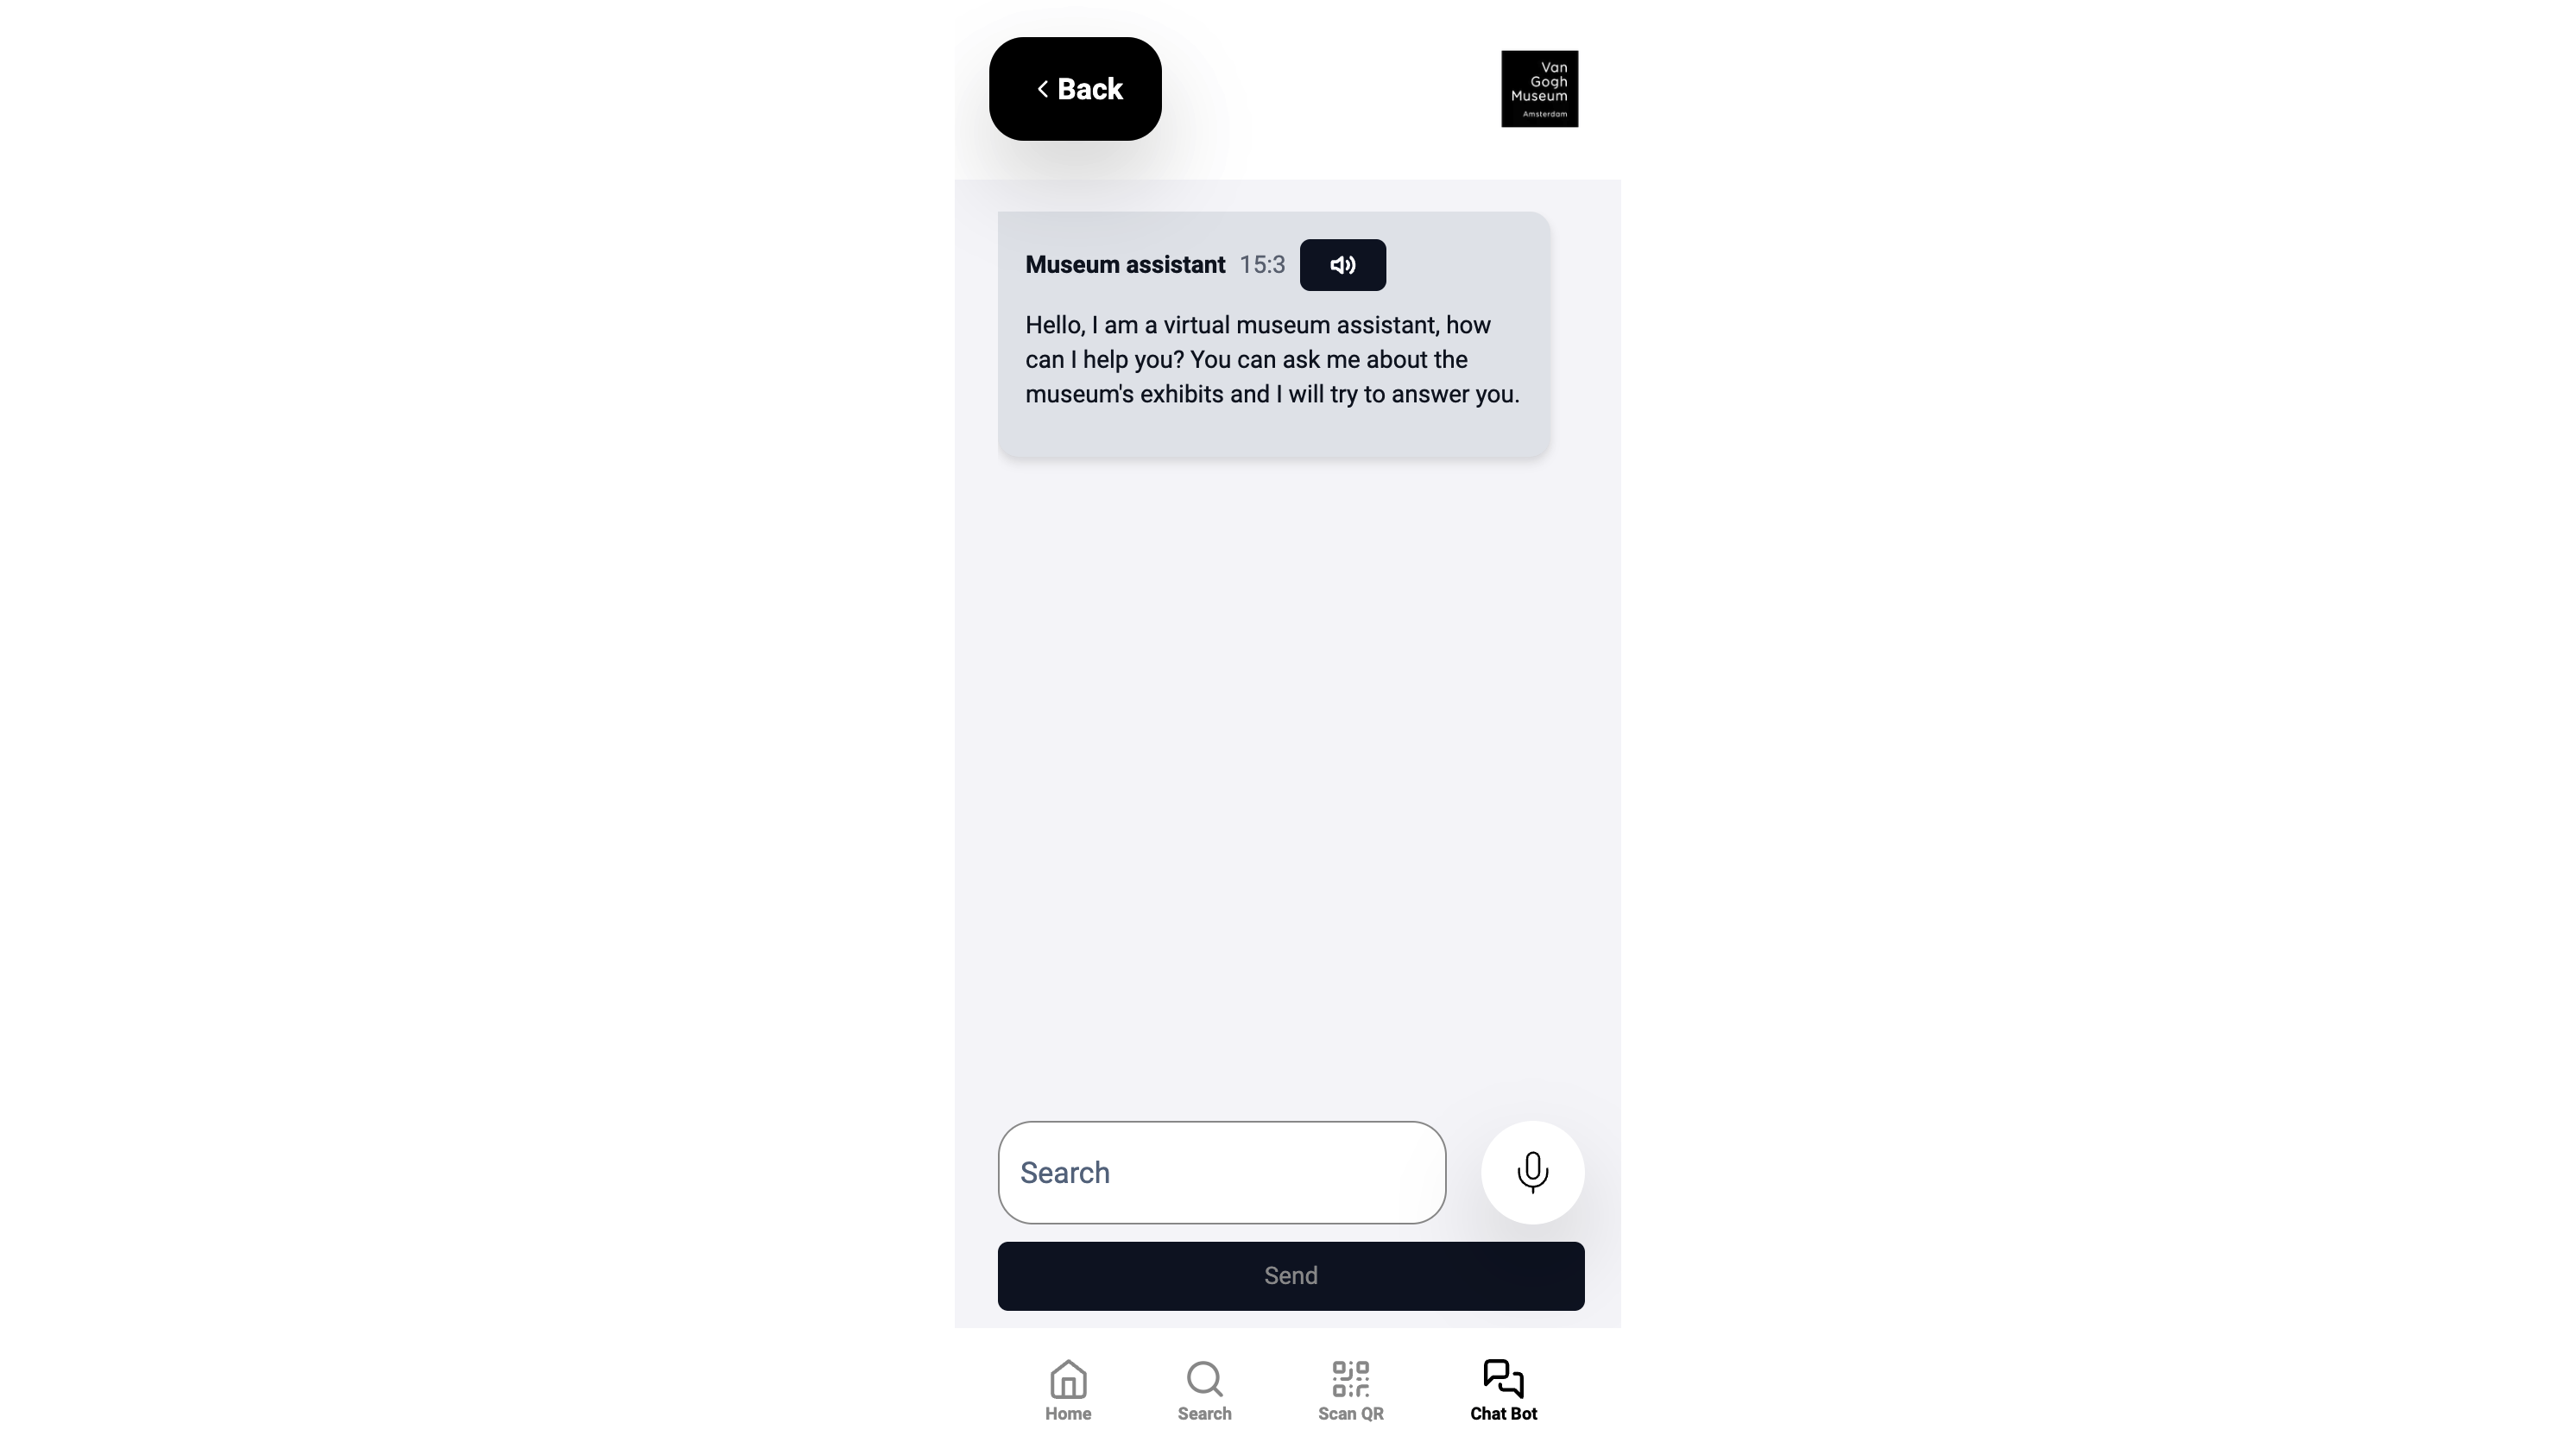 Back
Van
Gogh
Museum
Amsterdam
Museum assistant 15:3
Hello, I am a virtual museum assistant, how
can I help you? You can ask me about the
museum's exhibits and I will try to answer you.
Search
Send
Home Search Scan QR Chat Bot